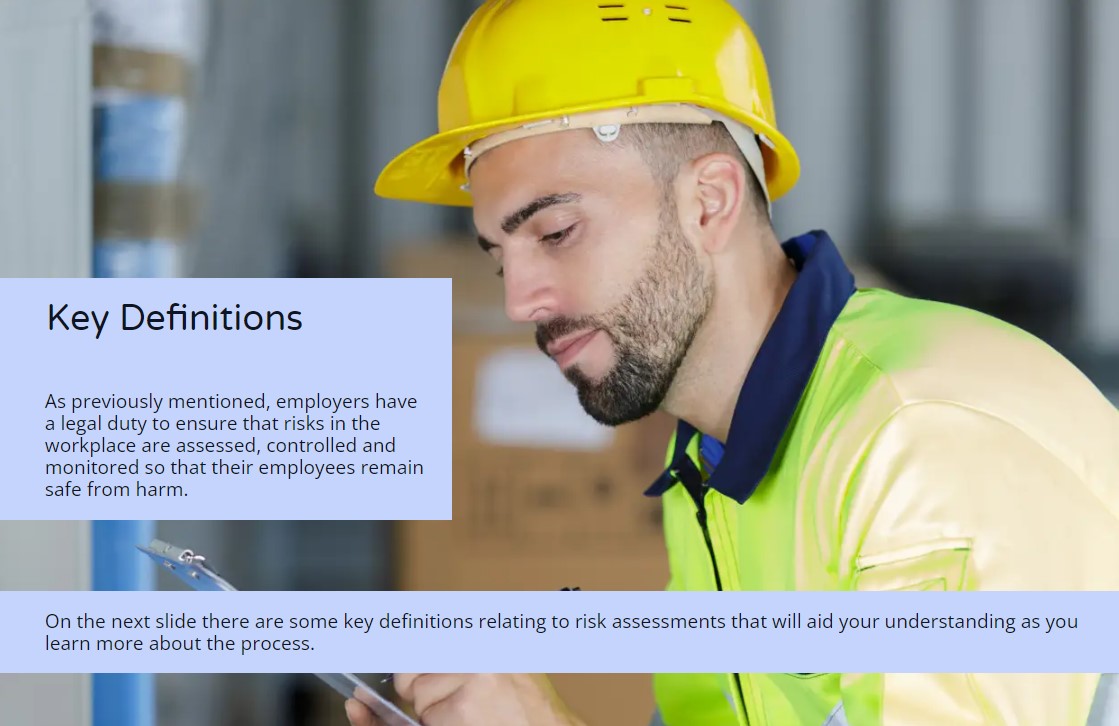 Key Definitions
As previously mentioned, employers have
a legal duty to ensure that risks in the
workplace are assessed, controlled and
monitored so that their employees remain
safe from harm.
On the next slide there are some key definitions relating to risk assessments that will aid your understanding as you
learn more about the process.